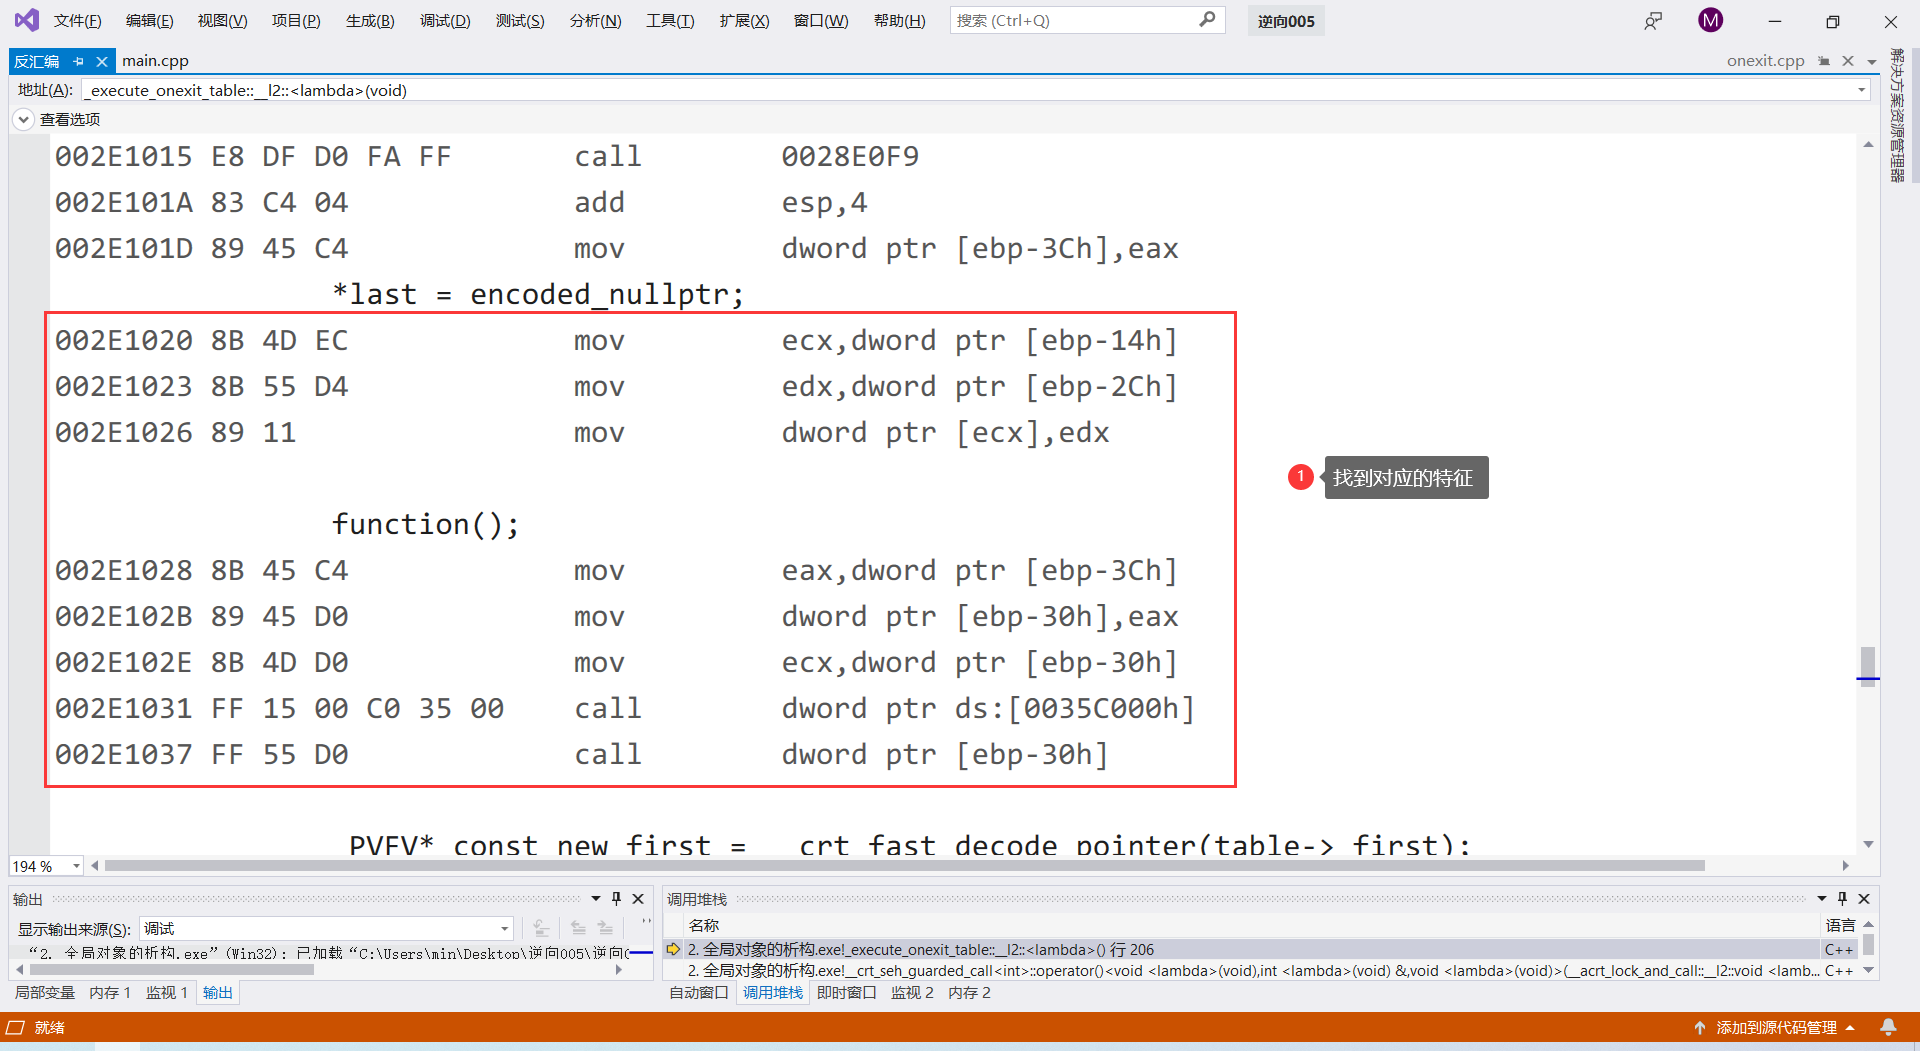 文件(F) 编辑(E) 视图(V) 项目(P) 生成(B) 调试(D) 测试(S) 分析(N) 工具(T) 扩展(X) 窗口(W) 帮助(H) 搜索 (Ctrl+Q) 逆向005 M
反汇编 main.cpp onexit.cpp
解决方案资源管理器
地址(A): _execute_onexit_table::__l2::<lambda>(void)
查看选项
002E1015 E8 DF D0 FA FF call 0028E0F9
002E101A 83 C4 04 add esp,4
002E101D 89 45 C4 mov dword ptr [ebp-3Ch],eax
*last = encoded_nullptr;
002E1020 8B 4D EC mov ecx,dword ptr [ebp-14h]
002E1023 8B 55 D4 mov edx,dword ptr [ebp-2Ch]
002E1026 89 11 mov dword ptr [ecx],edx
1 找到对应的特征
function();
002E1028 8B 45 C4 mov eax,dword ptr [ebp-3Ch]
002E102B 89 45 D0 mov dword ptr [ebp-30h],eax
002E102E 8B 4D D0 mov ecx,dword ptr [ebp-30h]
002E1031 FF 15 00 C0 35 00 call dword ptr ds:[0035C000h]
002E1037 FF 55 D0 call dword ptr [ebp-30h]
PVFV* const new_first = __crt_fast_decode_pointer(table->_first);
194 %
输出 调用堆栈
显示输出来源(S): 调试
名称 语言
“2. 全局对象的析构.exe” (Win32): 已加载 “C:\Users\min\Desktop\逆向005\逆向0
2. 全局对象的析构.exe!_execute_onexit_table::__l2::<lambda>() 行 206 C++
2. 全局对象的析构.exe!__crt_seh_guarded_call<int>::operator()<void <lambda>(void),int <lambda>(void) &,void <lambda>(void)>(__acrt_lock_and_call::__l2::void <lamb... C++
局部变量 内存 1 监视 1 输出 自动窗口 调用堆栈 即时窗口 监视 2 内存 2
就绪 添加到源代码管理